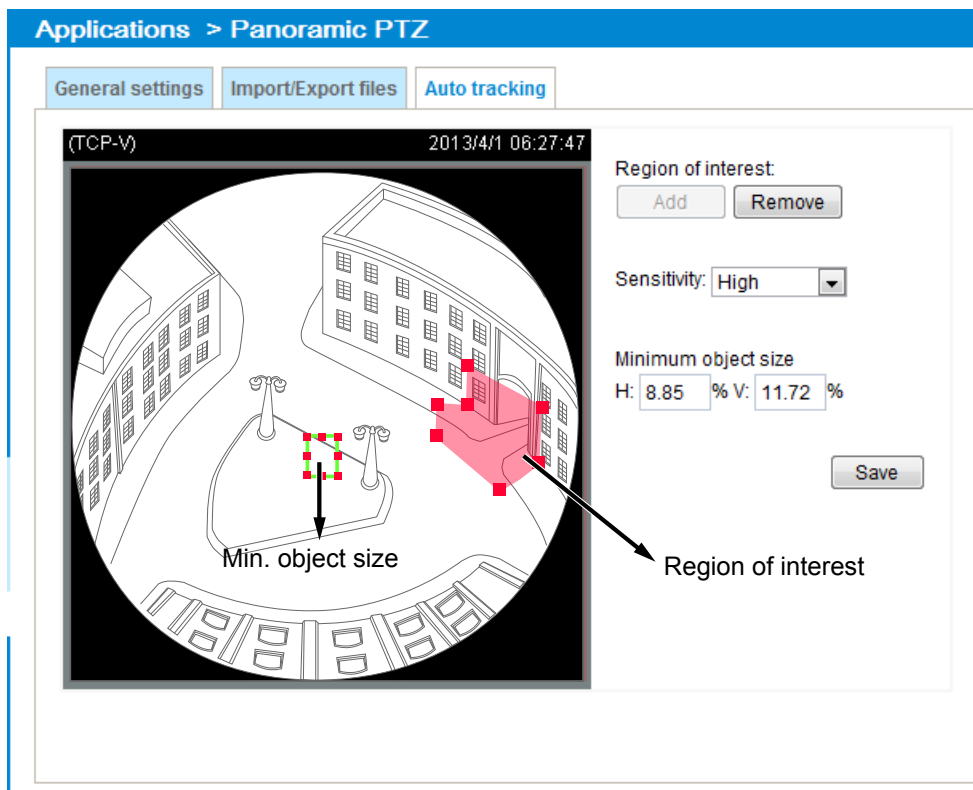 Applications > Panoramic PTZ
General settings Import/Export files Auto tracking
(TCP-V) 2013/4/1 06:27:47
Region of interest:
Add Remove
Sensitivity: High
Minimum object size
H: 8.85 % V: 11.72 %
Save
Min. object size
Region of interest